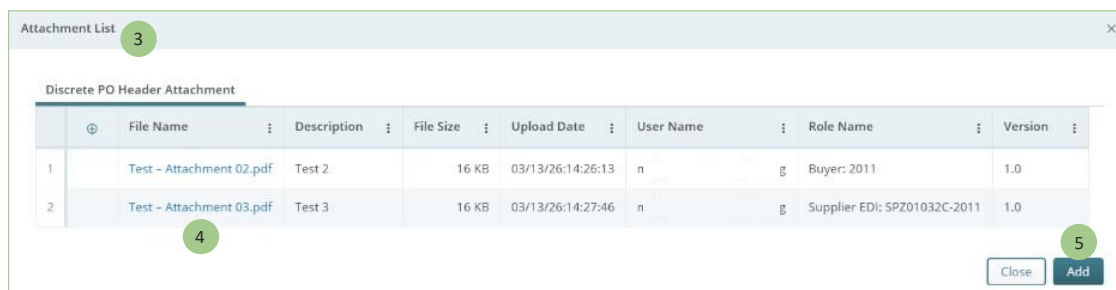 Attachment List 3 ×
Discrete PO Header Attachment
File Name Description File Size Upload Date User Name Role Name Version
1 Test – Attachment 02.pdf Test 2 16 KB 03/13/26:14:26:13 n g Buyer: 2011 1.0
2 Test – Attachment 03.pdf Test 3 16 KB 03/13/26:14:27:46 n g Supplier EDI: SPZ01032C-2011 1.0
4
5
Close Add